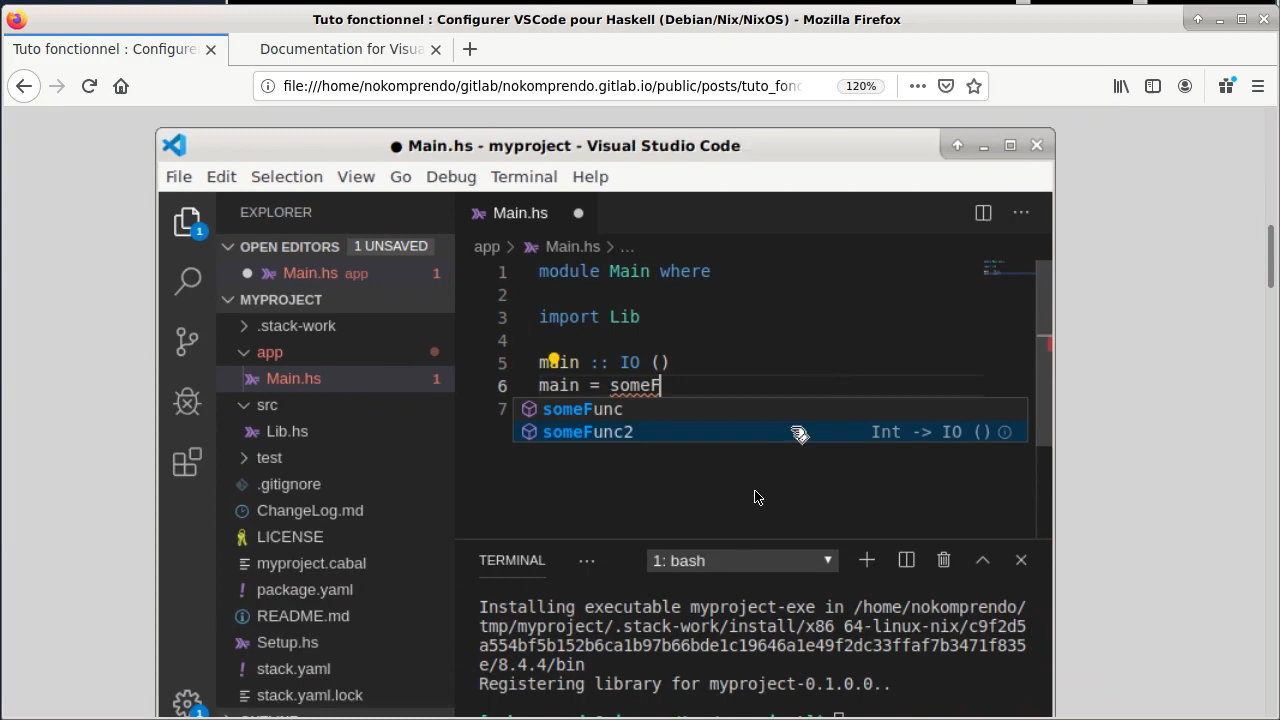 Tuto fonctionnel : Configurer VSCode pour Haskell (Debian/Nix/NixOS) - Mozilla Firefox
Tuto fonctionnel : Configure
Documentation for Visua
file:///home/nokomprendo/gitlab/nokomprendo.gitlab.io/public/posts/tuto_fonc
120%
● Main.hs - myproject - Visual Studio Code
File Edit Selection View Go Debug Terminal Help
EXPLORER
OPEN EDITORS 1 UNSAVED
Main.hs app 1
MYPROJECT
.stack-work
app
Main.hs 1
src
Lib.hs
test
.gitignore
ChangeLog.md
LICENSE
myproject.cabal
package.yaml
README.md
Setup.hs
stack.yaml
stack.yaml.lock
1
1
Main.hs
app > Main.hs > …
1 module Main where
2
3 import Lib
4
5 main :: IO ()
6 main = someF
7
someFunc
someFunc2 Int -> IO ()
TERMINAL ··· 1: bash
Installing executable myproject-exe in /home/nokomprendo/
tmp/myproject/.stack-work/install/x86_64-linux-nix/c9f2d5
a554bf5b152b6ca1b97b66bde1c19646a1e49f2dc33ffaf7b3471f835
e/8.4.4/bin
Registering library for myproject-0.1.0.0..